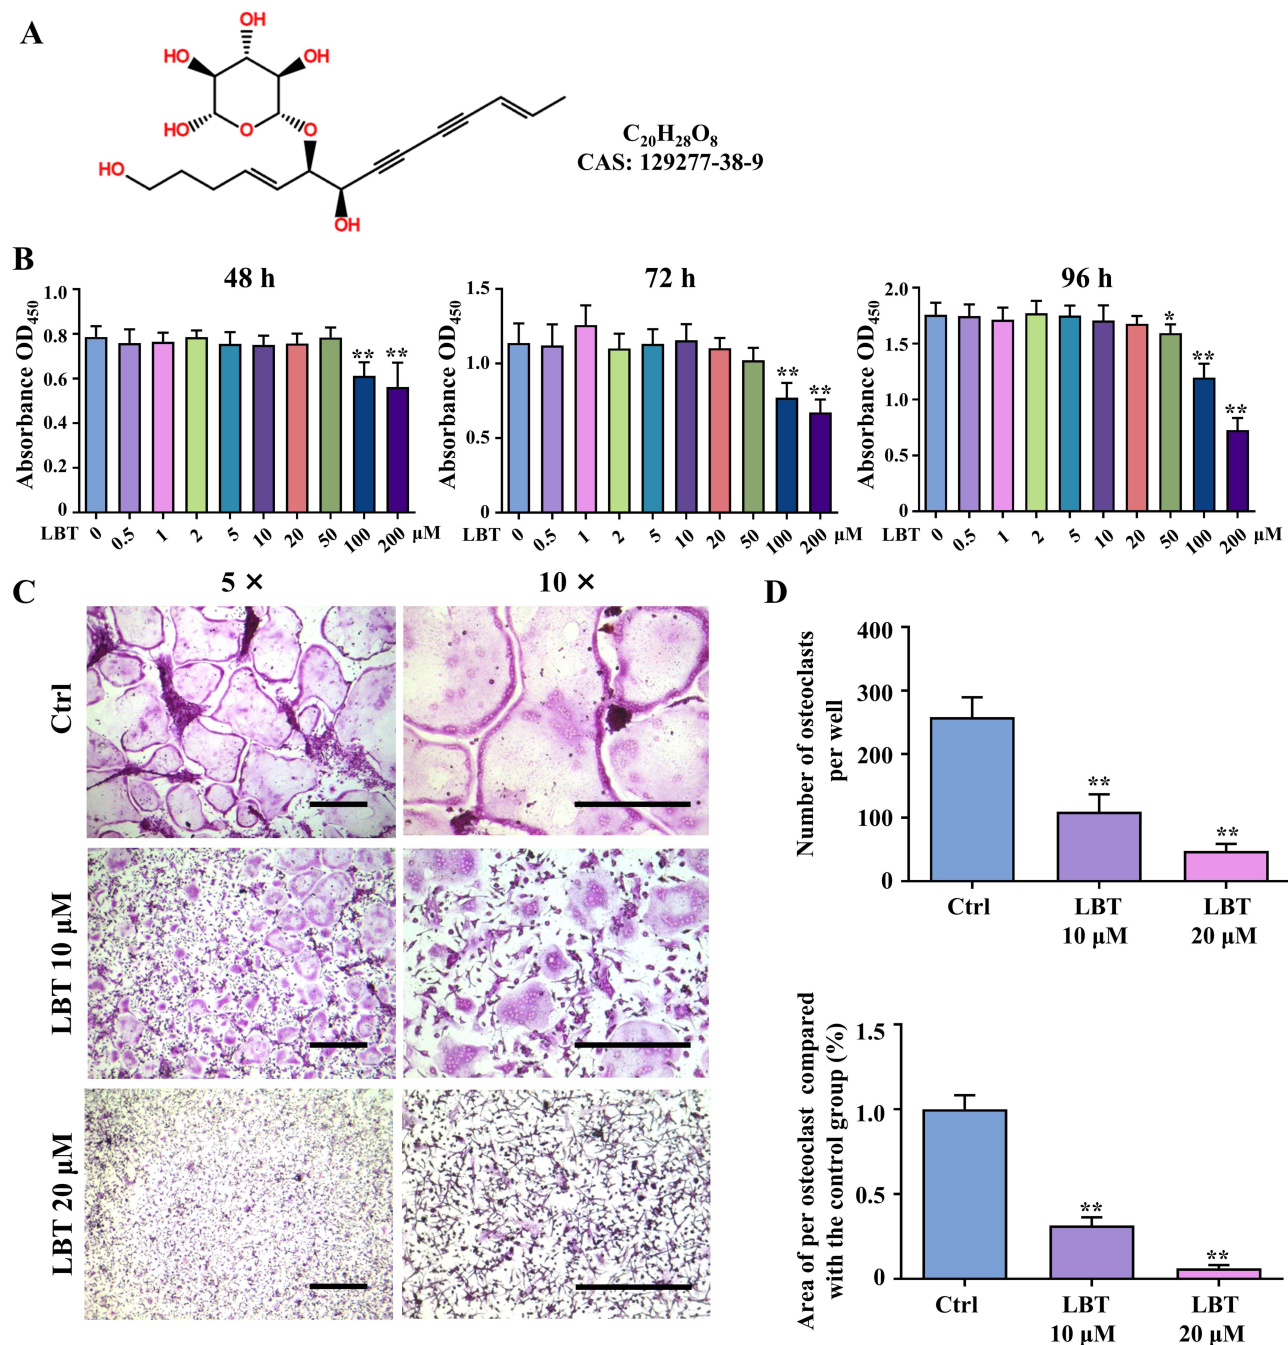 A
OH
HO
OH
HO
O
O
HO
OH
C₂₀H₂₈O₈
CAS: 129277-38-9
B
48 h
Absorbance OD₄₅₀
1.0
0.8
0.6
0.4
0.2
0
** **
LBT 0 0.5 1 2 5 10 20 50 100 200 µM
72 h
Absorbance OD₄₅₀
1.5
1.0
0.5
0
** **
LBT 0 0.5 1 2 5 10 20 50 100 200 µM
96 h
Absorbance OD₄₅₀
2.0
1.5
1.0
0.5
0
* ** **
LBT 0 0.5 1 2 5 10 20 50 100 200 µM
C
5 × 10 ×
Ctrl
LBT 10 µM
LBT 20 µM
D
Number of osteoclasts
per well
400
300
200
100
0
**
**
Ctrl LBT LBT
10 µM 20 µM
Area of per osteoclast compared
with the control group (%)
1.5
1.0
0.5
0
**
**
Ctrl LBT LBT
10 µM 20 µM